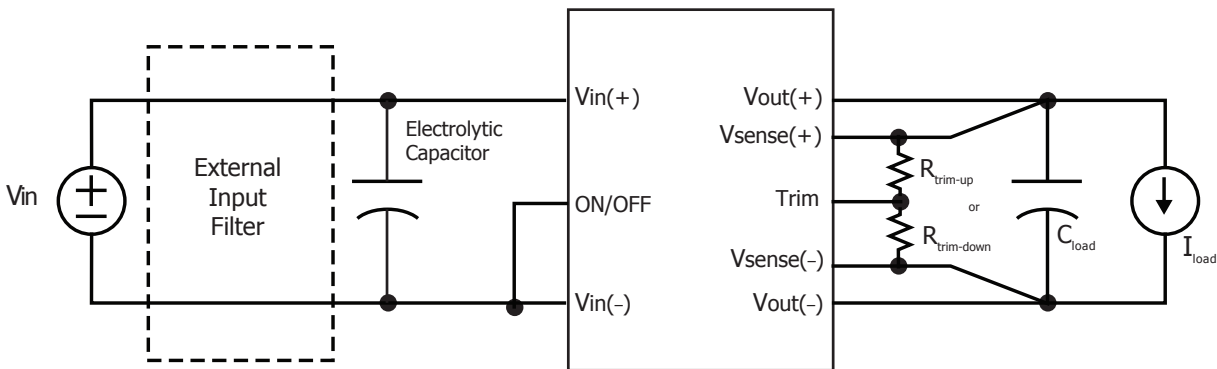 Vin
External
Input
Filter
Electrolytic
Capacitor
Vin(+)
ON/OFF
Vin(–)
Vout(+)
Vsense(+)
Trim
Vsense(–)
Vout(–)
Rtrim-up
or
Rtrim-down
Cload
Iload